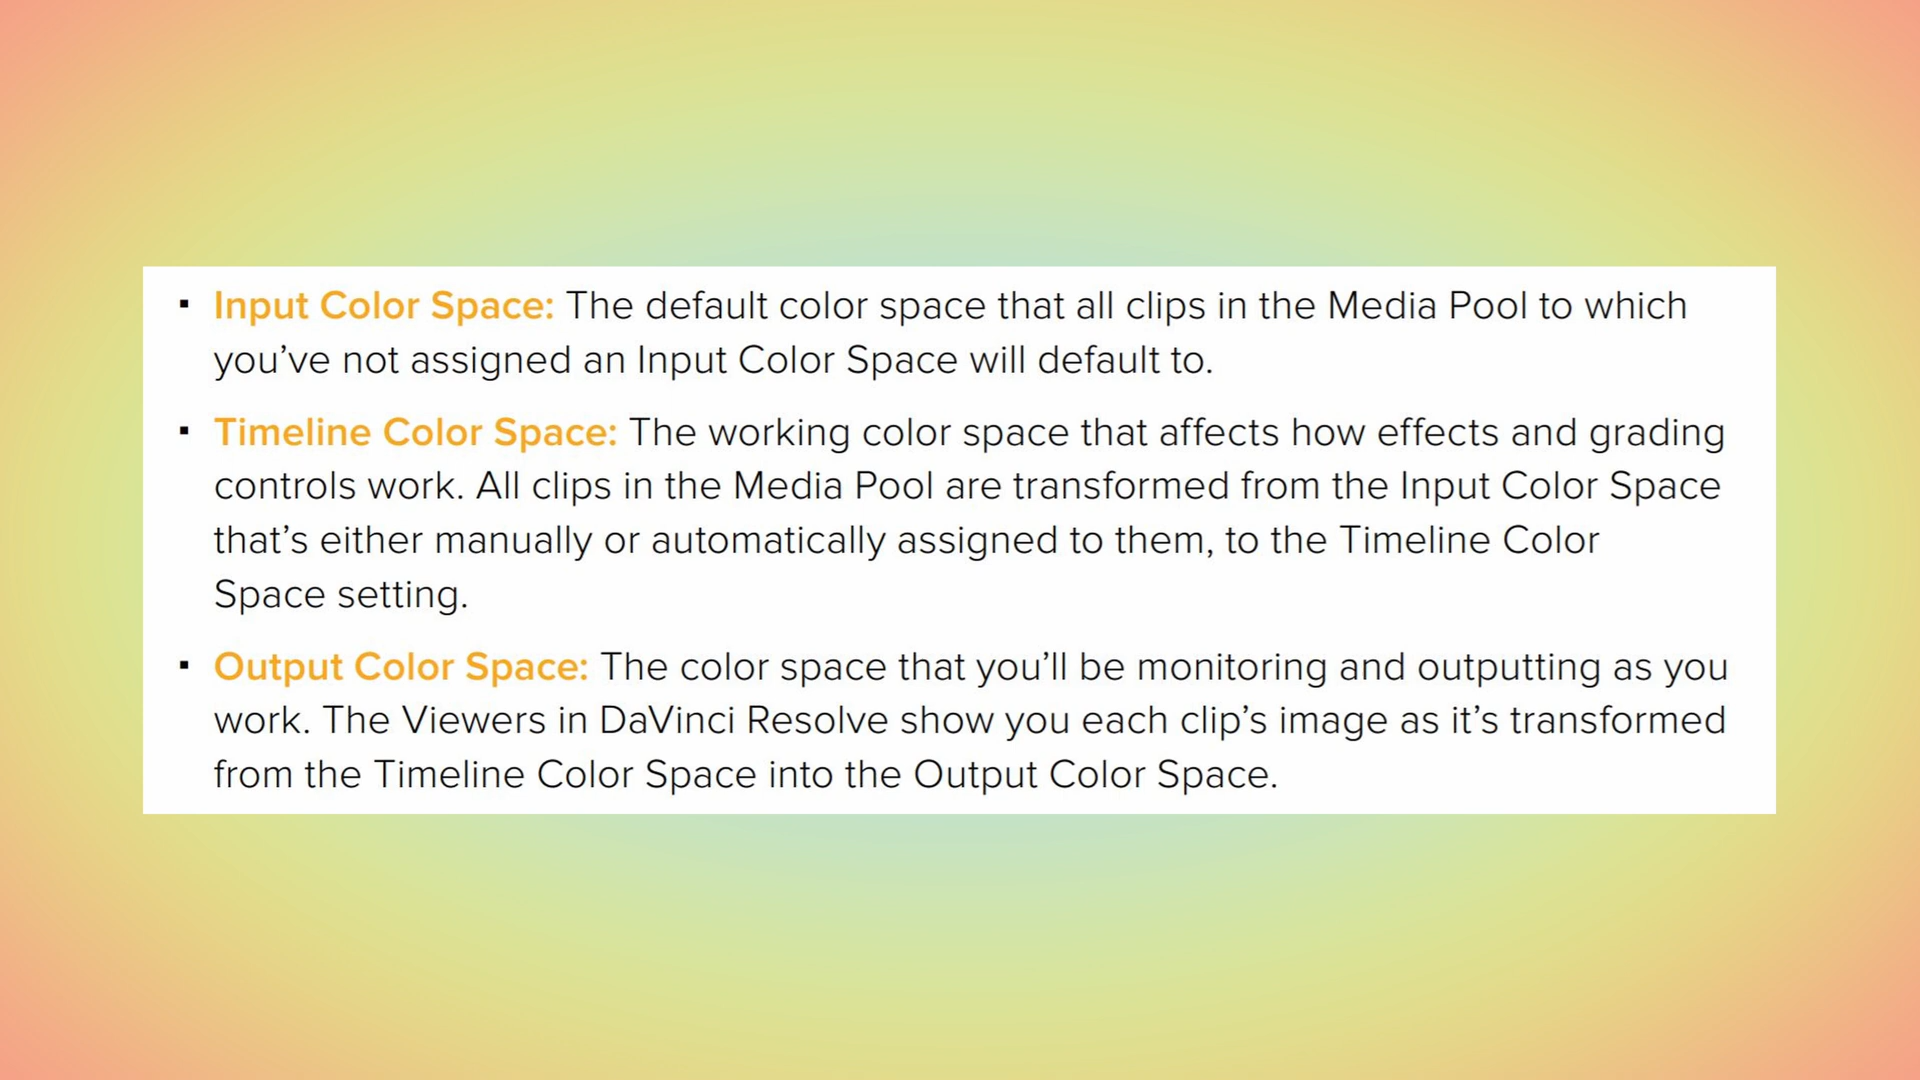 ▪ Input Color Space: The default color space that all clips in the Media Pool to which
you’ve not assigned an Input Color Space will default to.
▪ Timeline Color Space: The working color space that affects how effects and grading
controls work. All clips in the Media Pool are transformed from the Input Color Space
that’s either manually or automatically assigned to them, to the Timeline Color
Space setting.
▪ Output Color Space: The color space that you’ll be monitoring and outputting as you
work. The Viewers in DaVinci Resolve show you each clip’s image as it’s transformed
from the Timeline Color Space into the Output Color Space.